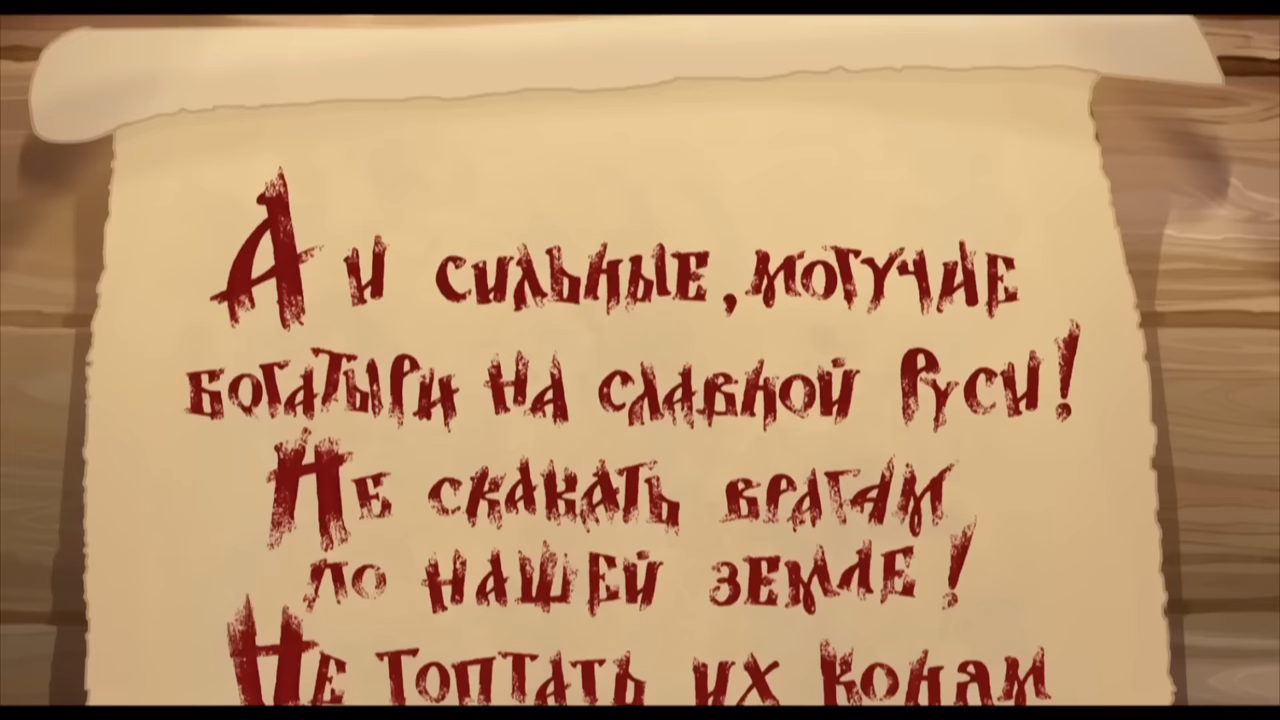 А и сильные, могучие
богатыри на славной Руси!
Не скакать врагам
по нашей земле!
Не топтать их коням